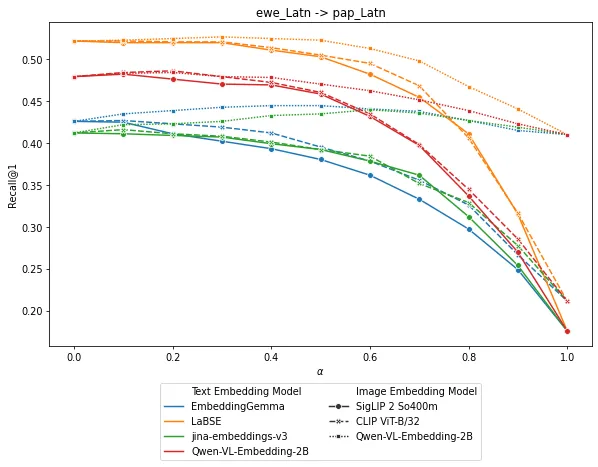 ewe_Latn -> pap_Latn
Recall@1
0.50
0.45
0.40
0.35
0.30
0.25
0.20
0.0 0.2 0.4 0.6 0.8 1.0
α
Text Embedding Model
EmbeddingGemma
LaBSE
jina-embeddings-v3
Qwen-VL-Embedding-2B
Image Embedding Model
SigLIP 2 So400m
CLIP ViT-B/32
Qwen-VL-Embedding-2B